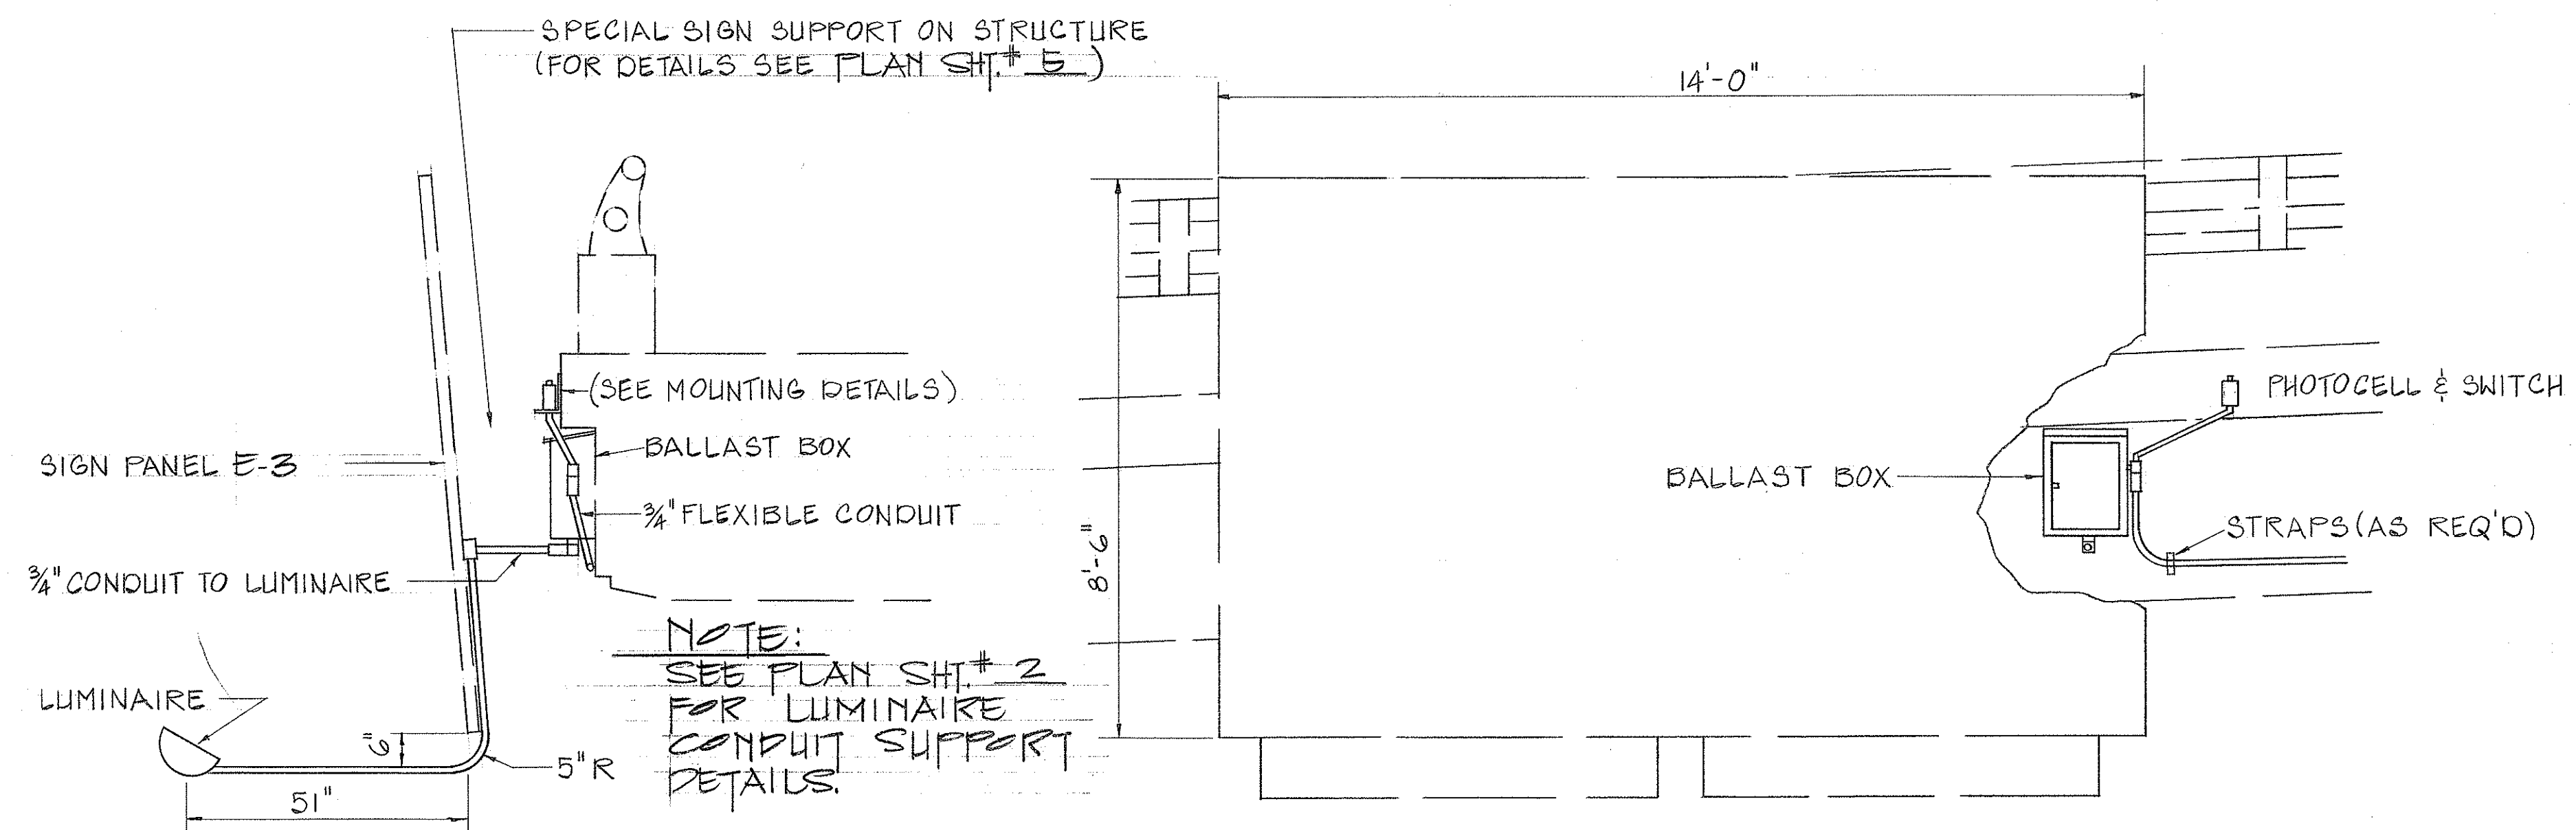 SPECIAL SIGN SUPPORT ON STRUCTURE
(FOR DETAILS SEE PLAN SHT.# 5)
14'-0"
(SEE MOUNTING DETAILS)
PHOTOCELL & SWITCH
BALLAST BOX
SIGN PANEL E-3
BALLAST BOX
3/4" FLEXIBLE CONDUIT
STRAPS (AS REQ'D)
8'-6"
3/4" CONDUIT TO LUMINAIRE
NOTE:
SEE PLAN SHT.# 2
FOR LUMINAIRE
CONDUIT SUPPORT
DETAILS.
LUMINAIRE
6"
5" R
51"